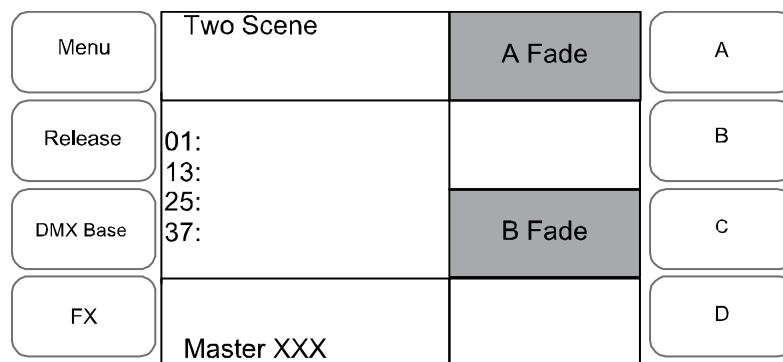 Menu
Two Scene
A Fade
A
Release
B
01:
13:
25:
37:
DMX Base
B Fade
C
FX
D
Master XXX